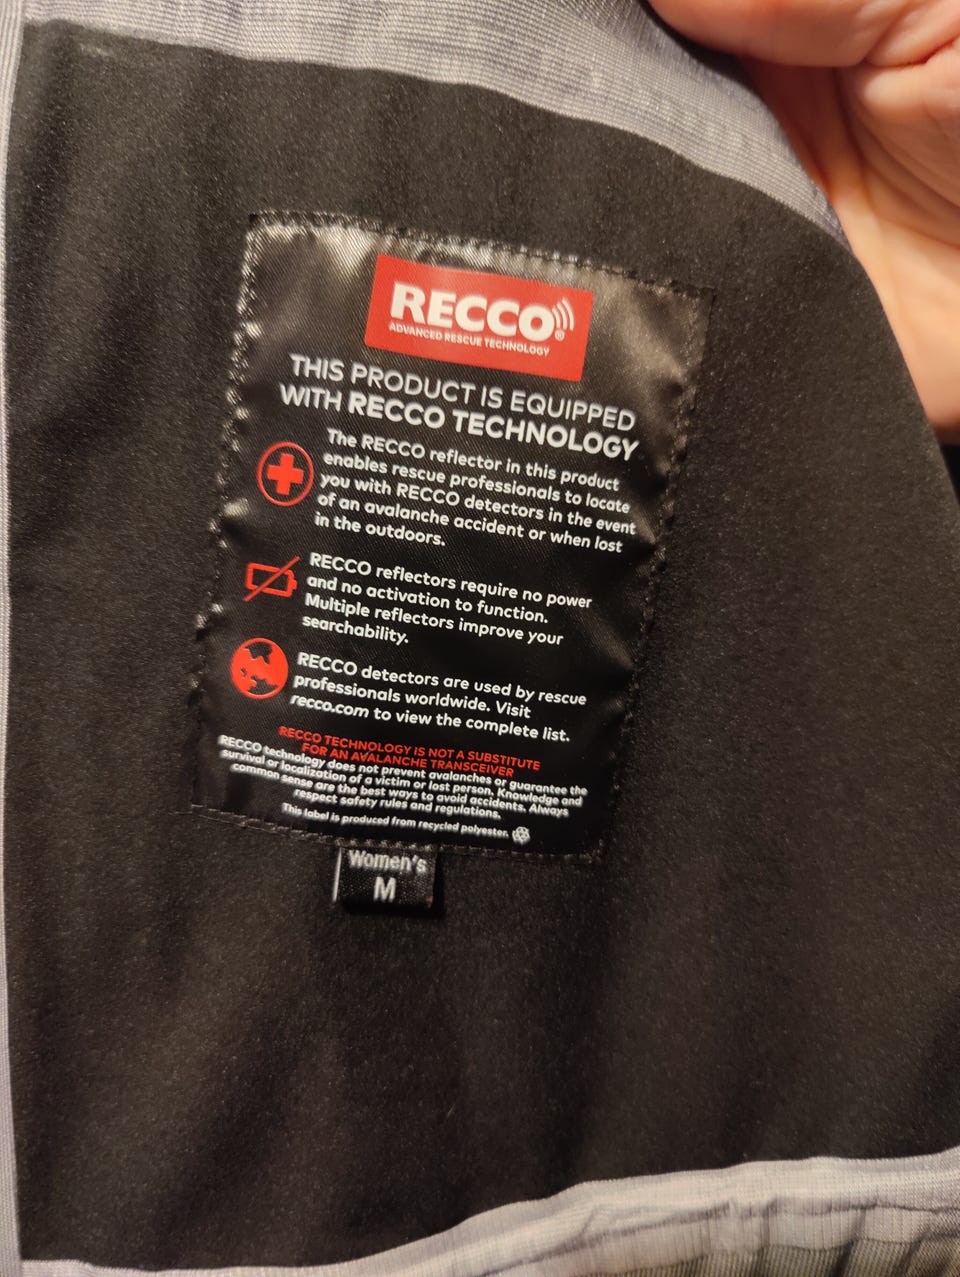 RECCO®
ADVANCED RESCUE TECHNOLOGY
THIS PRODUCT IS EQUIPPED
WITH RECCO TECHNOLOGY
The RECCO reflector in this product
enables rescue professionals to locate
you with RECCO detectors in the event
of an avalanche accident or when lost
in the outdoors.
RECCO reflectors require no power
and no activation to function.
Multiple reflectors improve your
searchability.
RECCO detectors are used by rescue
professionals worldwide. Visit
recco.com to view the complete list.
RECCO TECHNOLOGY IS NOT A SUBSTITUTE
FOR AN AVALANCHE TRANSCEIVER
RECCO technology does not prevent avalanches or guarantee the
survival or localization of a victim or lost person. Knowledge and
common sense are the best ways to avoid accidents. Always
respect safety rules and regulations.
This label is produced from recycled polyester.
Women's
M